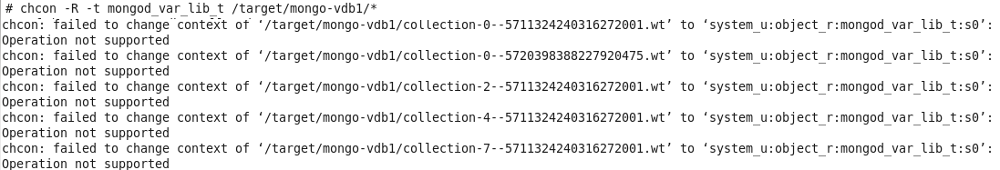 # chcon -R -t mongod_var_lib_t /target/mongo-vdb1/*
chcon: failed to change context of ‘/target/mongo-vdb1/collection-0--5711324240316272001.wt’ to ‘system_u:object_r:mongod_var_lib_t:s0’:
Operation not supported
chcon: failed to change context of ‘/target/mongo-vdb1/collection-0--5720398388227920475.wt’ to ‘system_u:object_r:mongod_var_lib_t:s0’:
Operation not supported
chcon: failed to change context of ‘/target/mongo-vdb1/collection-2--5711324240316272001.wt’ to ‘system_u:object_r:mongod_var_lib_t:s0’:
Operation not supported
chcon: failed to change context of ‘/target/mongo-vdb1/collection-4--5711324240316272001.wt’ to ‘system_u:object_r:mongod_var_lib_t:s0’:
Operation not supported
chcon: failed to change context of ‘/target/mongo-vdb1/collection-7--5711324240316272001.wt’ to ‘system_u:object_r:mongod_var_lib_t:s0’:
Operation not supported